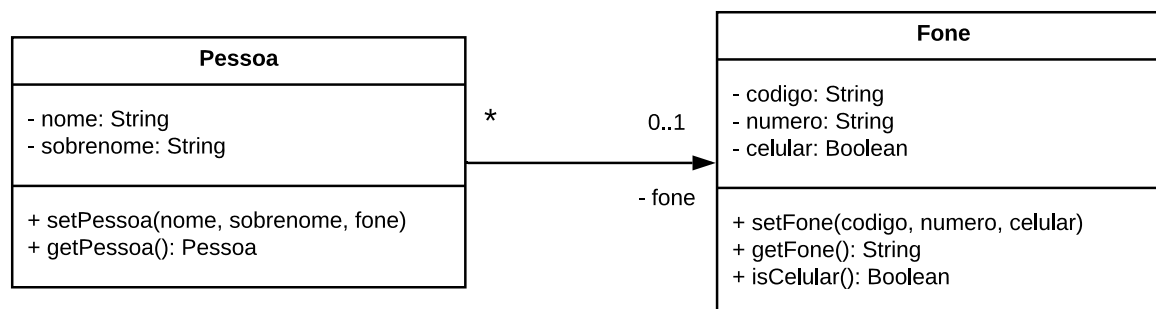 Pessoa
- nome: String
- sobrenome: String
+ setPessoa(nome, sobrenome, fone)
+ getPessoa(): Pessoa
*
0..1
- fone
Fone
- codigo: String
- numero: String
- celular: Boolean
+ setFone(codigo, numero, celular)
+ getFone(): String
+ isCelular(): Boolean